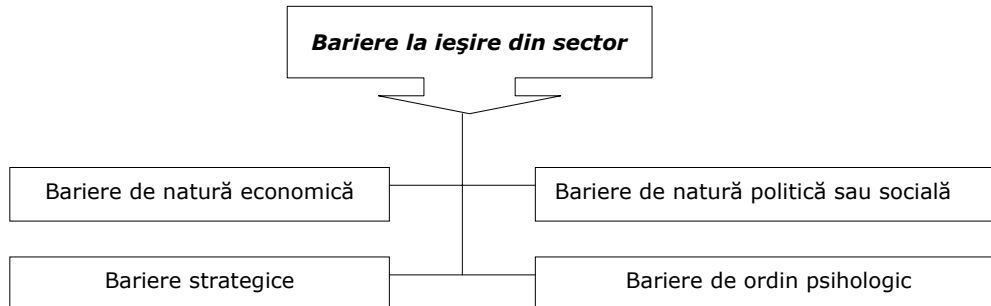 Bariere la ieşire din sector
Bariere de natură economică
Bariere de natură politică sau socială
Bariere strategice
Bariere de ordin psihologic